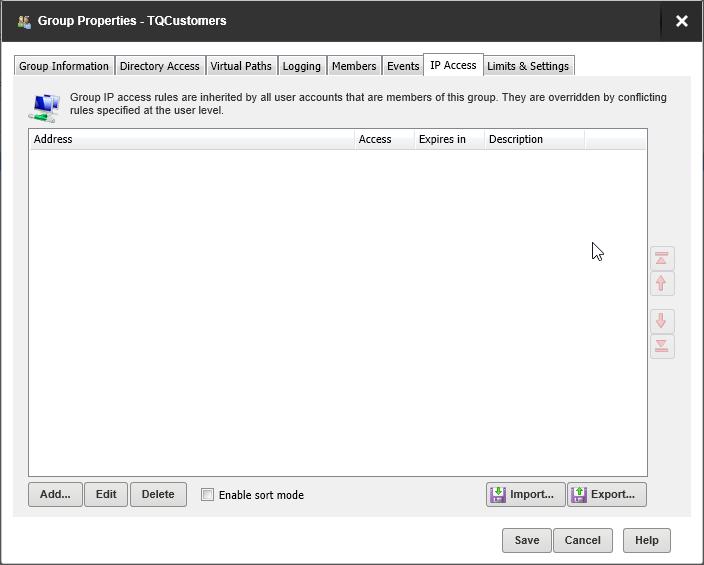 Group Properties - TQCustomers
Group Information Directory Access Virtual Paths Logging Members Events IP Access Limits & Settings
Group IP access rules are inherited by all user accounts that are members of this group. They are overridden by conflicting
rules specified at the user level.
Address Access Expires in Description
Add... Edit Delete Enable sort mode Import... Export...
Save Cancel Help